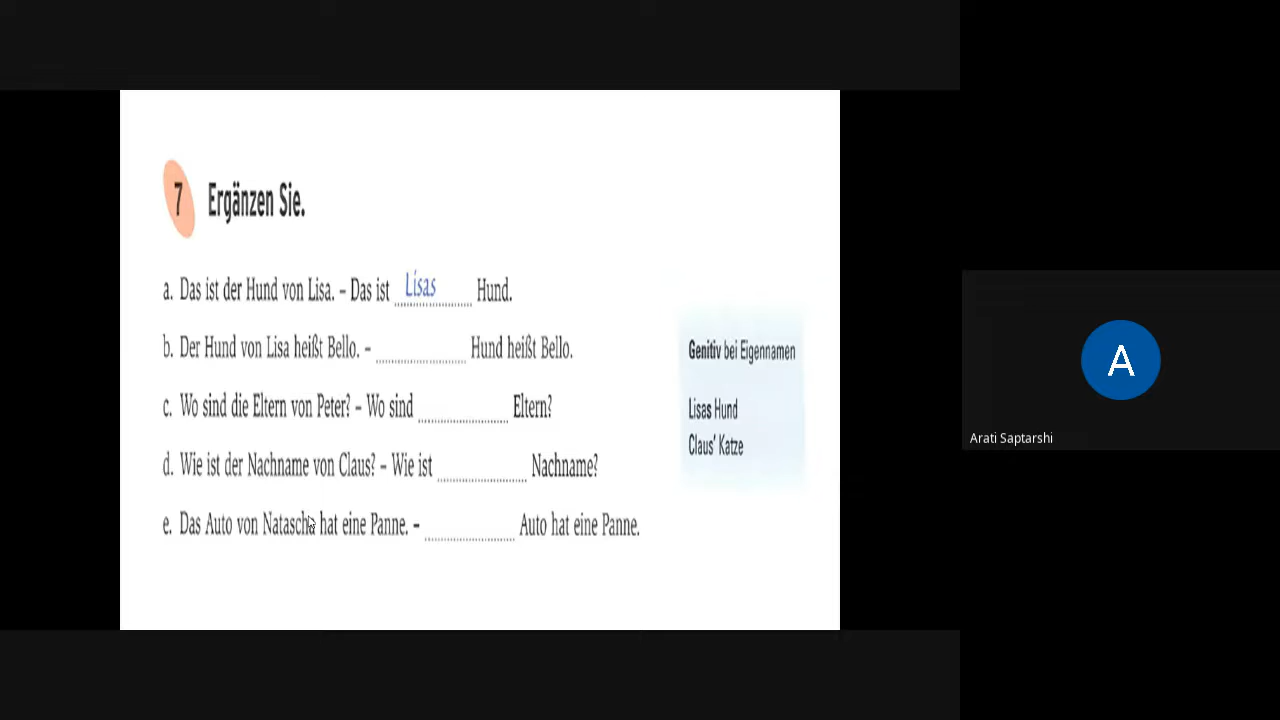 7 Ergänzen Sie.
a. Das ist der Hund von Lisa. – Das ist Lisas Hund.
b. Der Hund von Lisa heißt Bello. – .................... Hund heißt Bello.
c. Wo sind die Eltern von Peter? – Wo sind .................... Eltern?
d. Wie ist der Nachname von Claus? – Wie ist .................... Nachname?
e. Das Auto von Natascha hat eine Panne. – .................... Auto hat eine Panne.
Genitiv bei Eigennamen
Lisas Hund
Claus' Katze
A
Arati Saptarshi